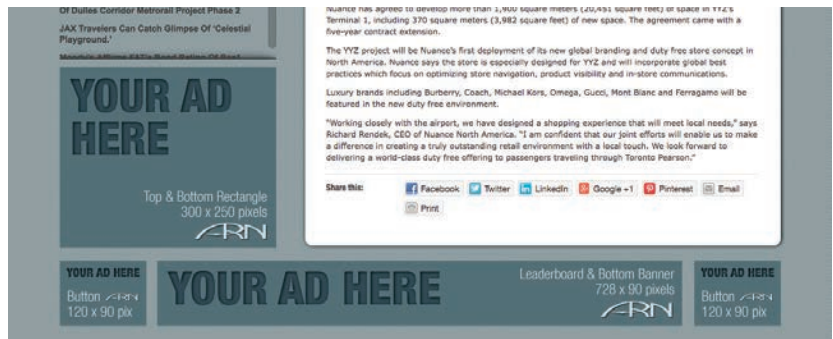 Of Dulles Corridor Metrorail Project Phase 2
JAX Travelers Can Catch Glimpse Of 'Celestial
Playground.'
YOUR AD
HERE
Top & Bottom Rectangle
300 x 250 pixels
ARN
Nuance has agreed to develop more than 1,900 square meters (20,451 square feet) of space in YYZ's
Terminal 1, including 370 square meters (3,982 square feet) of new space. The agreement came with a
five-year contract extension.
The YYZ project will be Nuance's first deployment of its new global branding and duty free store concept in
North America. Nuance says the store is especially designed for YYZ and will incorporate global best
practices which focus on optimizing store navigation, product visibility and in-store communications.
Luxury brands including Burberry, Coach, Michael Kors, Omega, Gucci, Mont Blanc and Ferragamo will be
featured in the new duty free environment.
"Working closely with the airport, we have designed a shopping experience that will meet local needs," says
Richard Rendek, CEO of Nuance North America. "I am confident that our joint efforts will enable us to make
a difference in creating a truly outstanding retail environment with a local touch. We look forward to
delivering a world-class duty free offering to passengers traveling through Toronto Pearson."
Share this: Facebook Twitter LinkedIn Google +1 Pinterest Email
Print
YOUR AD HERE
Button ARN
120 x 90 pix
YOUR AD HERE
Leaderboard & Bottom Banner
728 x 90 pixels
ARN
YOUR AD HERE
Button ARN
120 x 90 pix